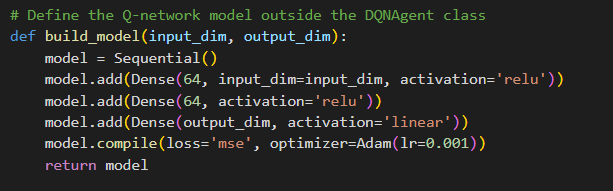 # Define the Q-network model outside the DQNAgent class
def build_model(input_dim, output_dim):
    model = Sequential()
    model.add(Dense(64, input_dim=input_dim, activation='relu'))
    model.add(Dense(64, activation='relu'))
    model.add(Dense(output_dim, activation='linear'))
    model.compile(loss='mse', optimizer=Adam(lr=0.001))
    return model